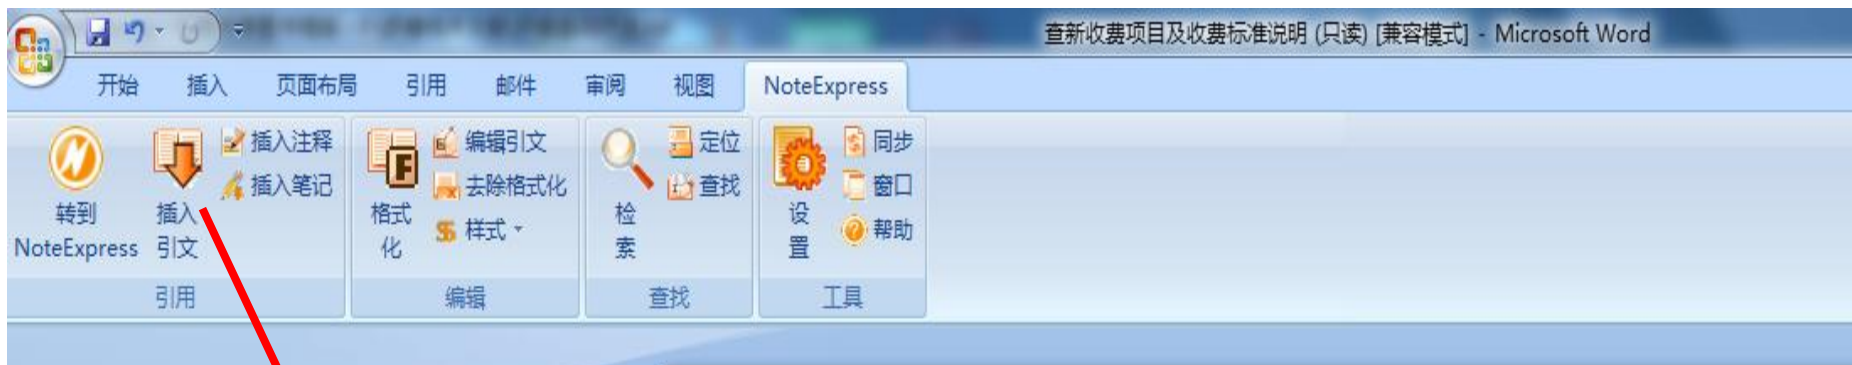 查新收费项目及收费标准说明 (只读) [兼容模式] - Microsoft Word
开始 插入 页面布局 引用 邮件 审阅 视图 NoteExpress
转到
NoteExpress
插入
引文
插入注释
插入笔记
引用
格式
化
编辑引文
去除格式化
样式
编辑
检
索
定位
查找
查找
设
置
同步
窗口
帮助
工具